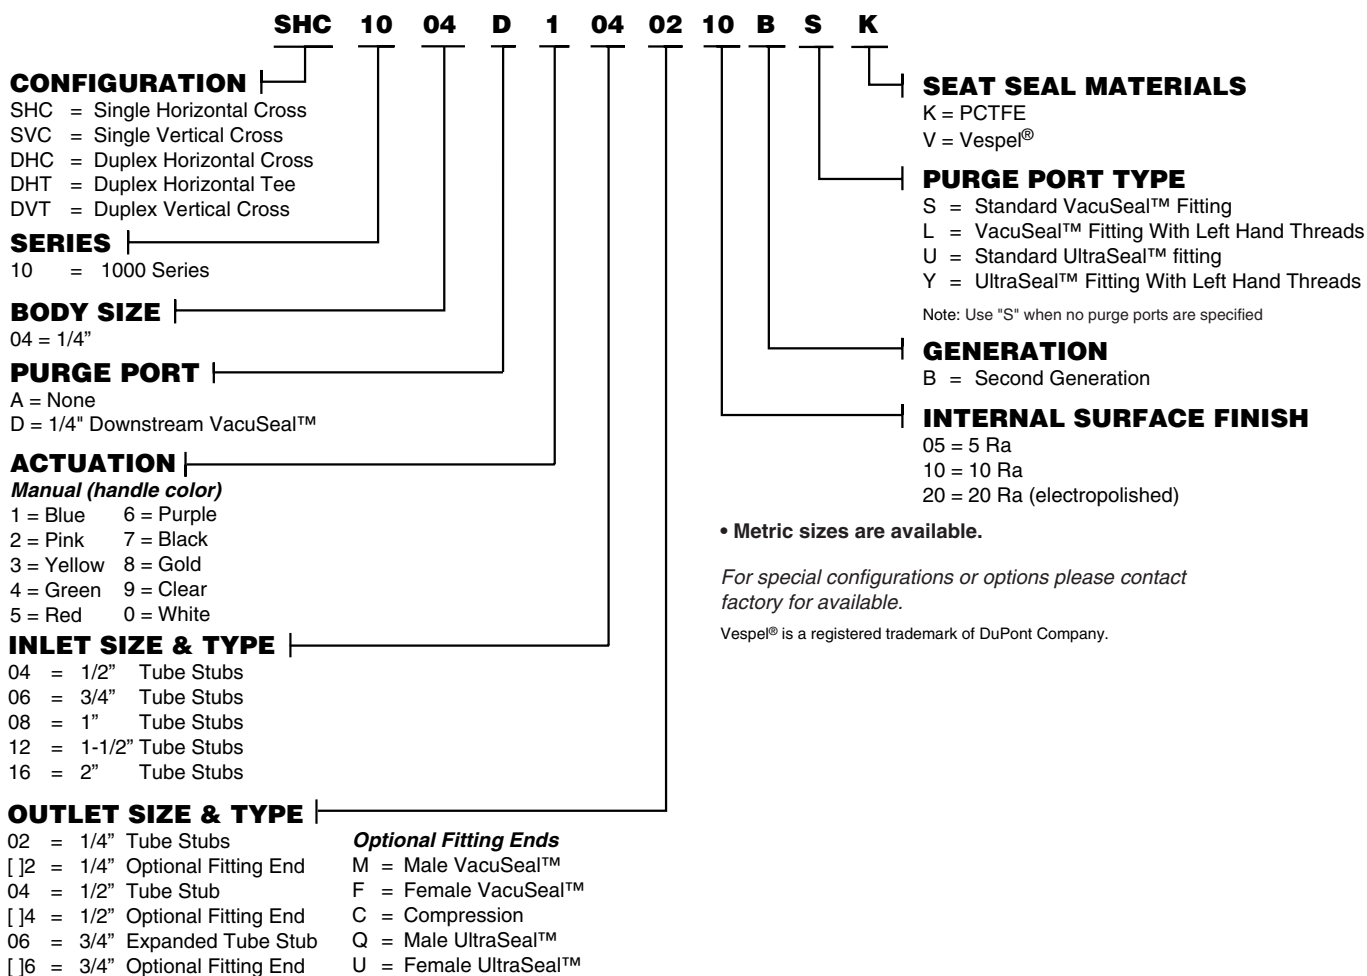 SHC 10 04 D 1 04 02 10 B S K
CONFIGURATION
SHC = Single Horizontal Cross
SVC = Single Vertical Cross
DHC = Duplex Horizontal Cross
DHT = Duplex Horizontal Tee
DVT = Duplex Vertical Cross
SERIES
10 = 1000 Series
BODY SIZE
04 = 1/4”
PURGE PORT
A = None
D = 1/4" Downstream VacuSeal™
ACTUATION
Manual (handle color)
1 = Blue 6 = Purple
2 = Pink 7 = Black
3 = Yellow 8 = Gold
4 = Green 9 = Clear
5 = Red 0 = White
INLET SIZE & TYPE
04 = 1/2” Tube Stubs
06 = 3/4” Tube Stubs
08 = 1” Tube Stubs
12 = 1-1/2” Tube Stubs
16 = 2” Tube Stubs
OUTLET SIZE & TYPE
02 = 1/4” Tube Stubs
[ ]2 = 1/4” Optional Fitting End
04 = 1/2” Tube Stub
[ ]4 = 1/2” Optional Fitting End
06 = 3/4” Expanded Tube Stub
[ ]6 = 3/4” Optional Fitting End
Optional Fitting Ends
M = Male VacuSeal™
F = Female VacuSeal™
C = Compression
Q = Male UltraSeal™
U = Female UltraSeal™
SEAT SEAL MATERIALS
K = PCTFE
V = Vespel®
PURGE PORT TYPE
S = Standard VacuSeal™ Fitting
L = VacuSeal™ Fitting With Left Hand Threads
U = Standard UltraSeal™ fitting
Y = UltraSeal™ Fitting With Left Hand Threads
Note: Use "S" when no purge ports are specified
GENERATION
B = Second Generation
INTERNAL SURFACE FINISH
05 = 5 Ra
10 = 10 Ra
20 = 20 Ra (electropolished)
• Metric sizes are available.
For special configurations or options please contact
factory for available.
Vespel® is a registered trademark of DuPont Company.